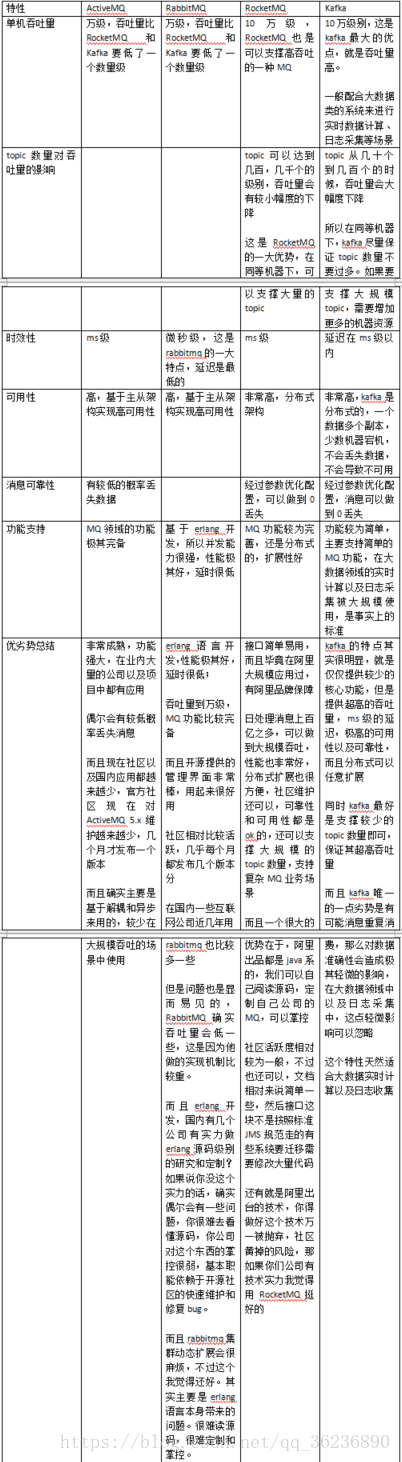 特性
ActiveMQ
RabbitMQ
RocketMQ
Kafka
单机吞吐量
万级，吞吐量比
RocketMQ 和
Kafka 要低了一
个数量级
万级，吞吐量比
RocketMQ 和
Kafka 要低了一
个数量级
10 万级，
RocketMQ 也是
可以支撑高吞吐
的一种 MQ
10 万级别，这是
kafka 最大的优
点，就是吞吐量
高。
一般配合大数据
类的系统来进行
实时数据计算、
日志采集等场景
topic 数量对吞
吐量的影响
topic 可以达到
几百，几千个的
级别，吞吐量会
有较小幅度的下
降
这是 RocketMQ
的一大优势，在
同等机器下，可
topic 从几十个
到几百个的时
候，吞吐量会大
幅度下降
所以在同等机器
下，kafka 尽量保
证 topic 数量不
要过多。如果要
以支撑大量的
topic
支撑大规模
topic，需要增加
更多的机器资源
时效性
ms 级
微秒级，这是
rabbitmq 的一大
特点，延迟是最
低的
ms 级
延迟在 ms 级以
内
可用性
高，基于主从架
构实现高可用性
高，基于主从架
构实现高可用性
非常高，分布式
架构
非常高，kafka 是
分布式的，一个
数据多个副本，
少数机器宕机，
不会丢失数据，
不会导致不可用
消息可靠性
有较低的概率丢
失数据
经过参数优化配
置，可以做到 0
丢失
经过参数优化配
置，消息可以做
到 0 丢失
功能支持
MQ 领域的功能
极其完备
基于 erlang 开
发，所以并发能
力很强，性能极
其好，延时很低
MQ 功能较为完
善，还是分布式
的，扩展性好
功能较为简单，
主要支持简单的
MQ 功能，在大
数据领域的实时
计算以及日志采
集被大规模使
用，是事实上的
标准
优劣势总结
非常成熟，功能
强大，在业内大
量的公司以及项
目中都有应用
偶尔会有较低概
率丢失消息
而且现在社区以
及国内应用都越
来越少，官方社
区现在对
ActiveMQ 5.x 维
护越来越少，几
个月才发布一个
版本
而且确实主要是
基于解耦和异步
来用的，较少在
erlang 语言开
发，性能极其好，
延时很低；
吞吐量到万级，
MQ 功能比较完
备
而且开源提供的
管理界面非常
棒，用起来很好
用
社区相对比较活
跃，几乎每个月
都发布几个版本
分
在国内一些互联
网公司近几年用
接口简单易用，
而且毕竟在阿里
大规模应用过，
有阿里品牌保障
日处理消息上百
亿之多，可以做
到大规模吞吐，
性能也非常好，
分布式扩展也很
方便，社区维护
还可以，可靠性
和可用性都是
ok 的，还可以支
撑大规模的
topic 数量，支持
复杂 MQ 业务场
景
而且一个很大的
kafka 的特点其
实很明显，就是
仅仅提供较少的
核心功能，但是
提供超高的吞吐
量，ms 级的延
迟，极高的可用
性以及可靠性，
而且分布式可以
任意扩展
同时 kafka 最好
是支撑较少的
topic 数量即可，
保证其超高吞吐
量
而且 kafka 唯一
的一点劣势是有
可能消息重复消
大规模吞吐的场
景中使用
rabbitmq 也比较
多一些
但是问题也是显
而易见的，
RabbitMQ 确实
吞吐量会低一
些，这是因为他
做的实现机制比
较重。
而且 erlang 开
发，国内有几个
公司有实力做
erlang 源码级别
的研究和定制？
如果说你没这个
实力的话，确实
偶尔会有一些问
题，你很难去看
懂源码，你公司
对这个东西的掌
控很弱，基本职
能依赖于开源社
区的快速维护和
修复 bug。
而且 rabbitmq 集
群动态扩展会很
麻烦，不过这个
我觉得还好。其
实主要是 erlang
语言本身带来的
问题。很难读源
码，很难定制和
掌控。
优势在于，阿里
出品都是 java 系
的，我们可以自
己阅读源码，定
制自己公司的
MQ，可以掌控
社区活跃度相对
较为一般，不过
也还可以，文档
相对来说简单一
些，然后接口这
块不是按照标准
JMS 规范走的有
些系统要迁移需
要修改大量代码
还有就是阿里出
台的技术，你得
做好这个技术万
一被抛弃，社区
黄掉的风险，那
如果你们公司有
技术实力我觉得
用 RocketMQ 挺
好的
费，那么对数据
准确性会造成极
其轻微的影响，
在大数据领域中
以及日志采集
中，这点轻微影
响可以忽略
这个特性天然适
合大数据实时计
算以及日志收集
https://blog.csdn.net/qq_36236890